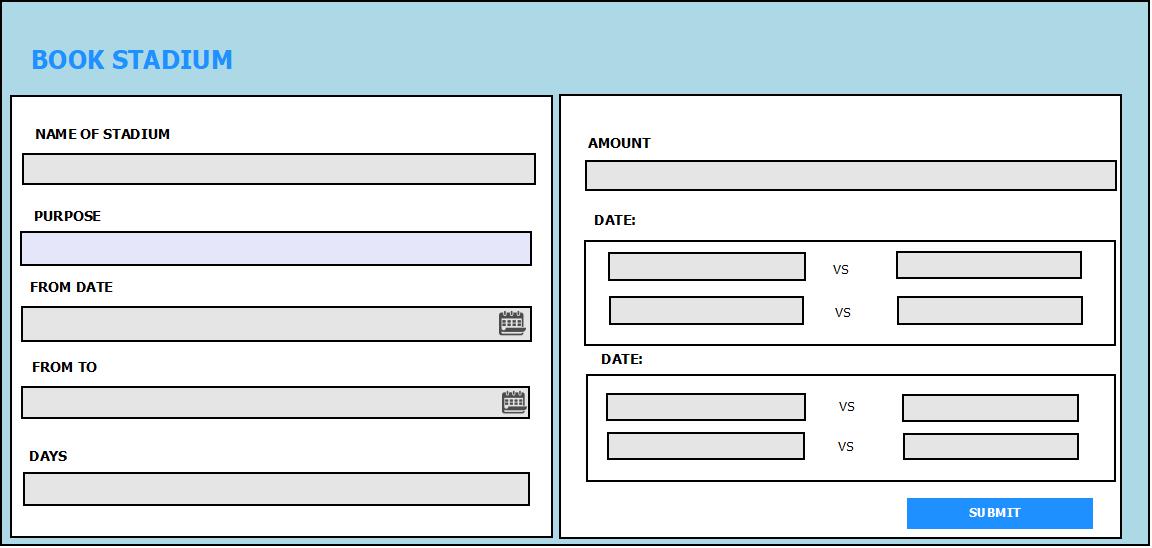 BOOK STADIUM
NAME OF STADIUM
PURPOSE
FROM DATE
FROM TO
DAYS
AMOUNT
DATE:
VS
VS
DATE:
VS
VS
SUBMIT